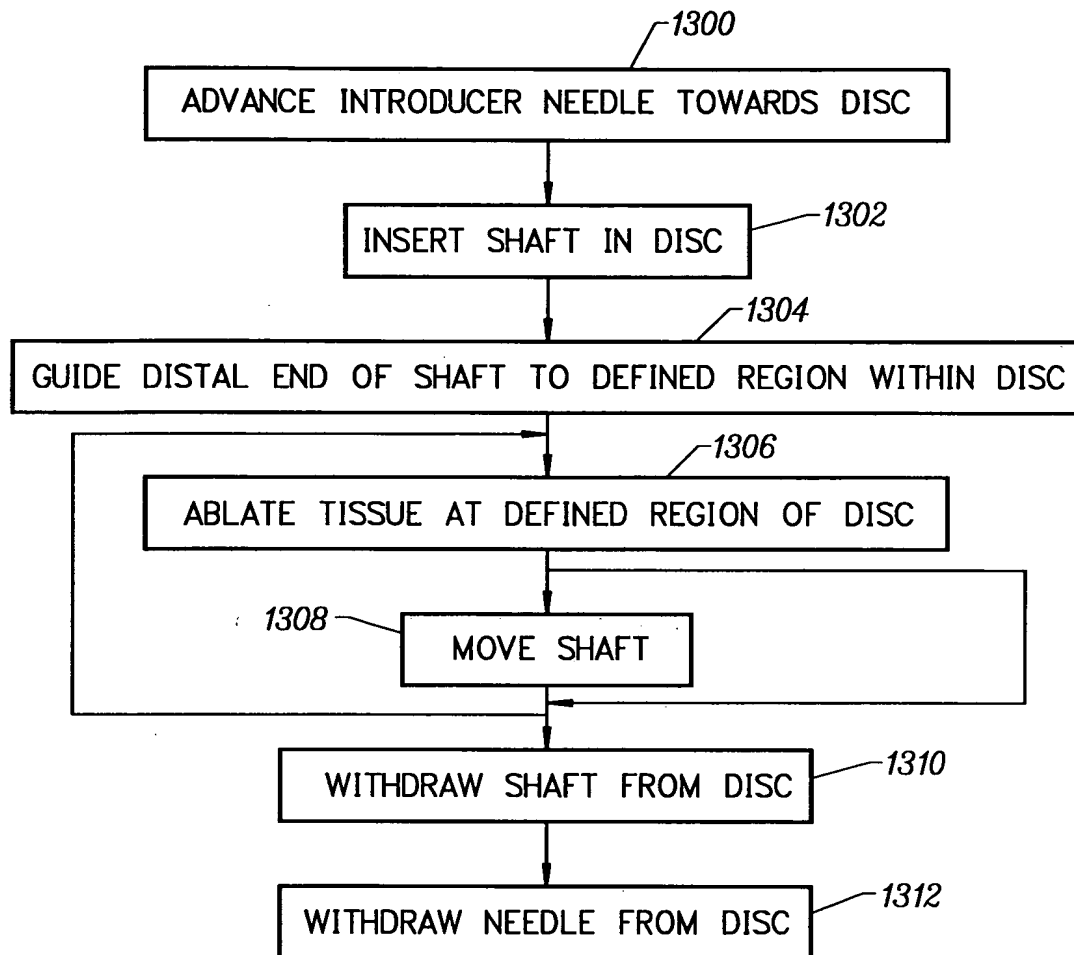 1300
ADVANCE INTRODUCER NEEDLE TOWARDS DISC
1302
INSERT SHAFT IN DISC
1304
GUIDE DISTAL END OF SHAFT TO DEFINED REGION WITHIN DISC
1306
ABLATE TISSUE AT DEFINED REGION OF DISC
1308
MOVE SHAFT
1310
WITHDRAW SHAFT FROM DISC
1312
WITHDRAW NEEDLE FROM DISC